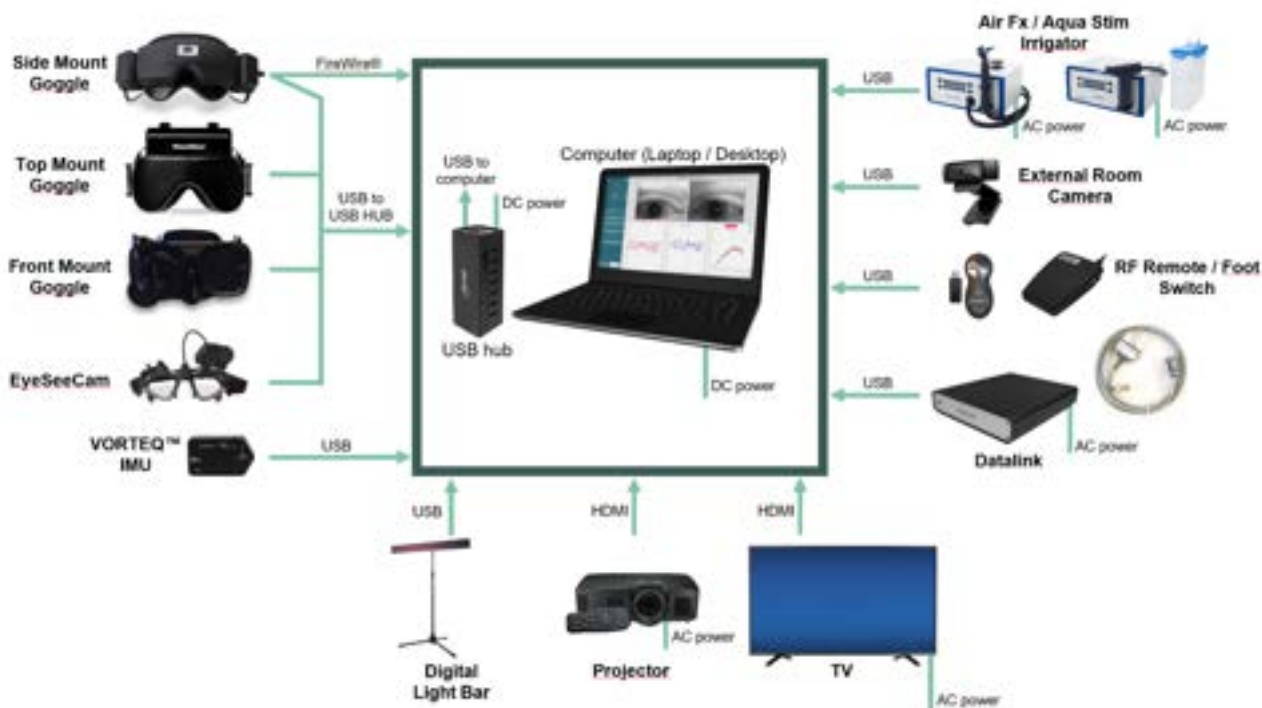 Side Mount
Goggle
FireWire®
Top Mount
Goggle
USB to
USB HUB
Front Mount
Goggle
EyeSeeCam
VORTEQ™
IMU
USB
USB to
computer
DC power
USB hub
Computer (Laptop / Desktop)
DC power
Air Fx / Aqua Stim
Irrigator
USB
AC power
AC power
USB
External Room
Camera
USB
RF Remote / Foot
Switch
USB
AC power
Datalink
USB
Digital
Light Bar
HDMI
AC power
Projector
HDMI
TV
AC power